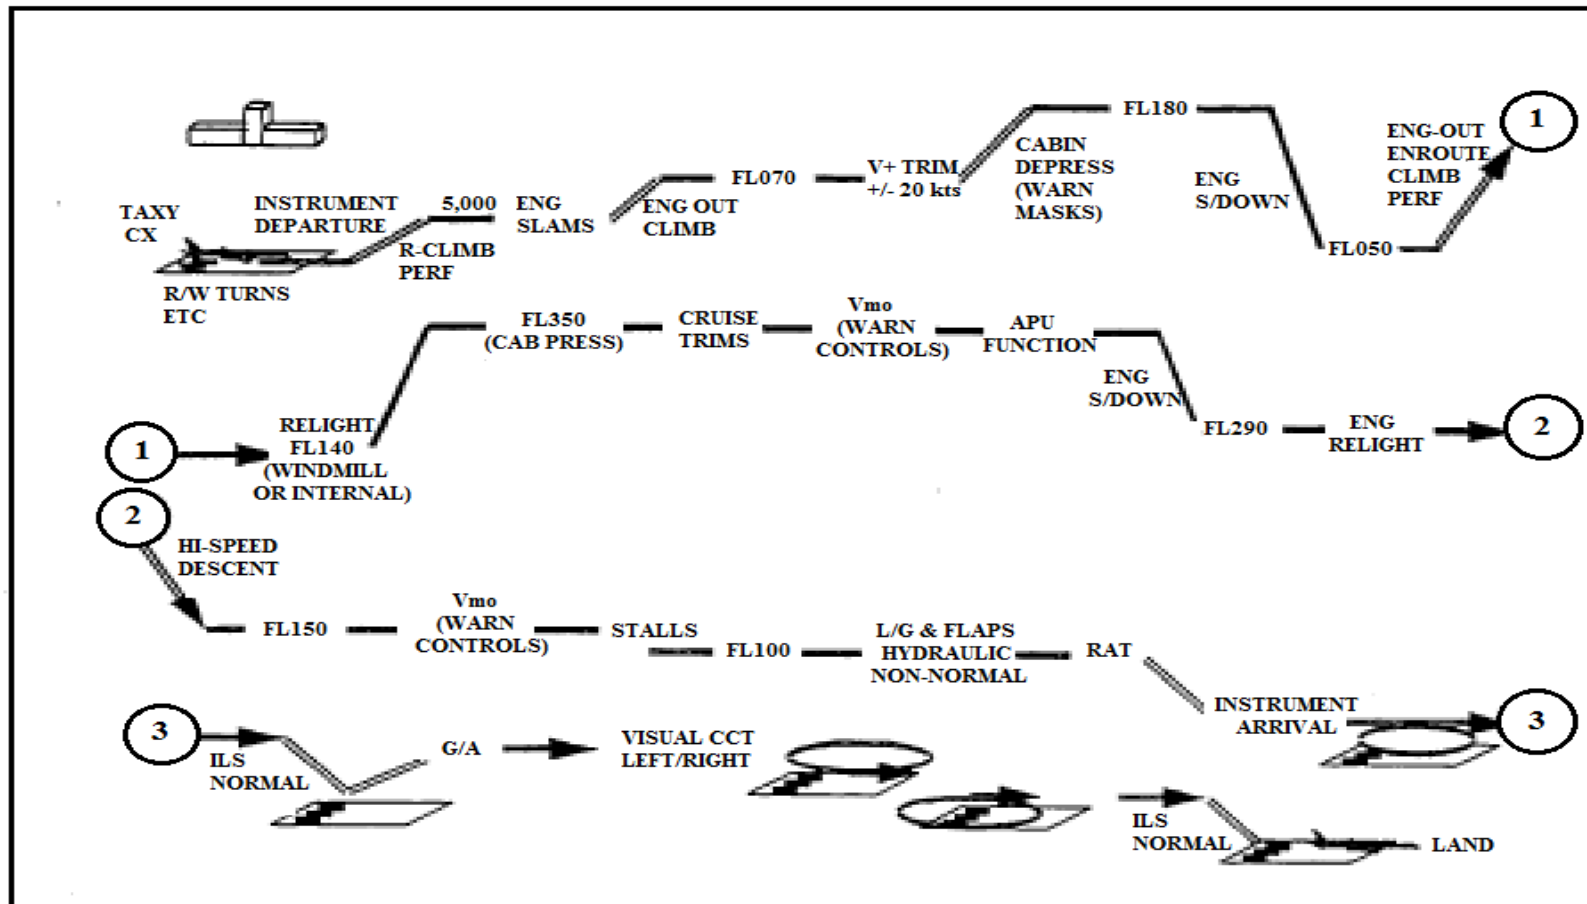 TAXY
CX
INSTRUMENT
DEPARTURE
R/W TURNS
ETC
5,000
R-CLIMB
PERF
ENG
SLAMS
ENG OUT
CLIMB
FL070
V+ TRIM
+/- 20 kts
CABIN
DEPRESS
(WARN
MASKS)
FL180
ENG
S/DOWN
FL050
ENG-OUT
ENROUTE
CLIMB
PERF
1
1
RELIGHT
FL140
(WINDMILL
OR INTERNAL)
FL350
(CAB PRESS)
CRUISE
TRIMS
Vmo
(WARN
CONTROLS)
APU
FUNCTION
ENG
S/DOWN
FL290
ENG
RELIGHT
2
2
HI-SPEED
DESCENT
FL150
Vmo
(WARN
CONTROLS)
STALLS
FL100
L/G & FLAPS
HYDRAULIC
NON-NORMAL
RAT
INSTRUMENT
ARRIVAL
3
3
ILS
NORMAL
G/A
VISUAL CCT
LEFT/RIGHT
ILS
NORMAL
LAND